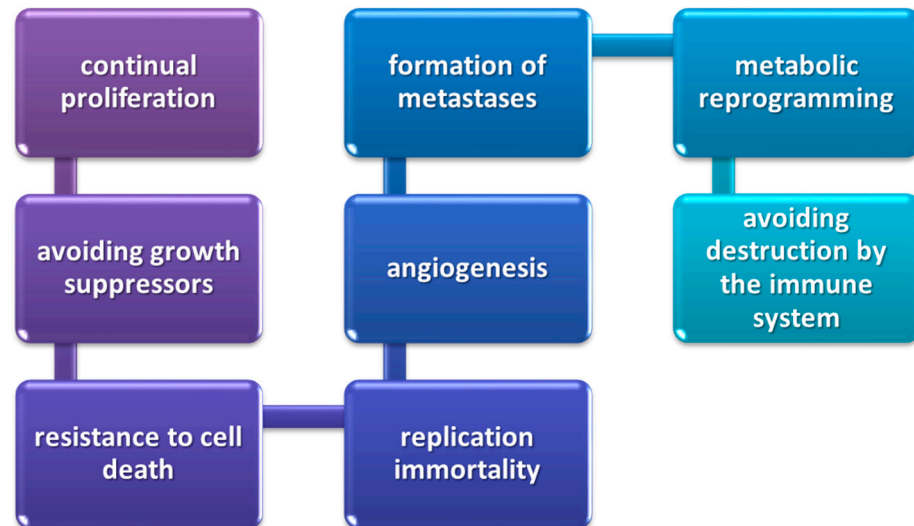 continual
proliferation
avoiding growth
suppressors
resistance to cell
death
replication
immortality
angiogenesis
formation of
metastases
metabolic
reprogramming
avoiding
destruction by
the immune
system